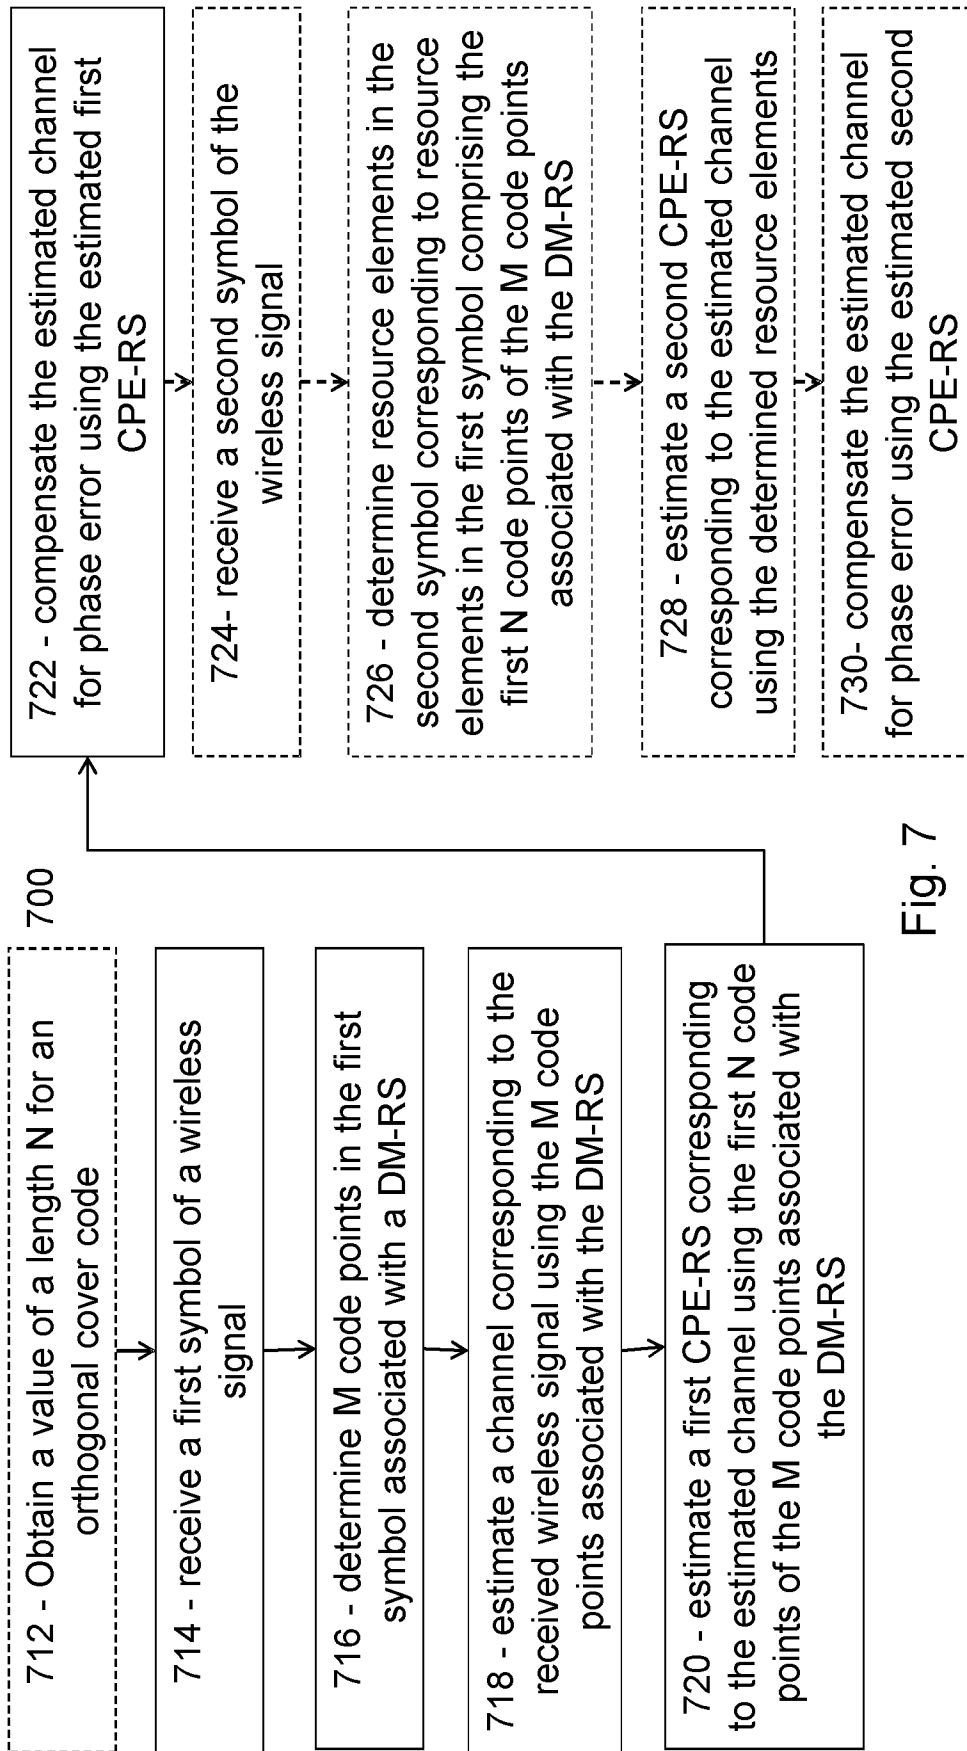 700
712 - Obtain a value of a length N for an
orthogonal cover code
714 - receive a first symbol of a wireless
signal
716 - determine M code points in the first
symbol associated with a DM-RS
718 - estimate a channel corresponding to the
received wireless signal using the M code
points associated with the DM-RS
720 - estimate a first CPE-RS corresponding
to the estimated channel using the first N code
points of the M code points associated with
the DM-RS
722 - compensate the estimated channel
for phase error using the estimated first
CPE-RS
724- receive a second symbol of the
wireless signal
726 - determine resource elements in the
second symbol corresponding to resource
elements in the first symbol comprising the
first N code points of the M code points
associated with the DM-RS
728 - estimate a second CPE-RS
corresponding to the estimated channel
using the determined resource elements
730- compensate the estimated channel
for phase error using the estimated second
CPE-RS
Fig. 7